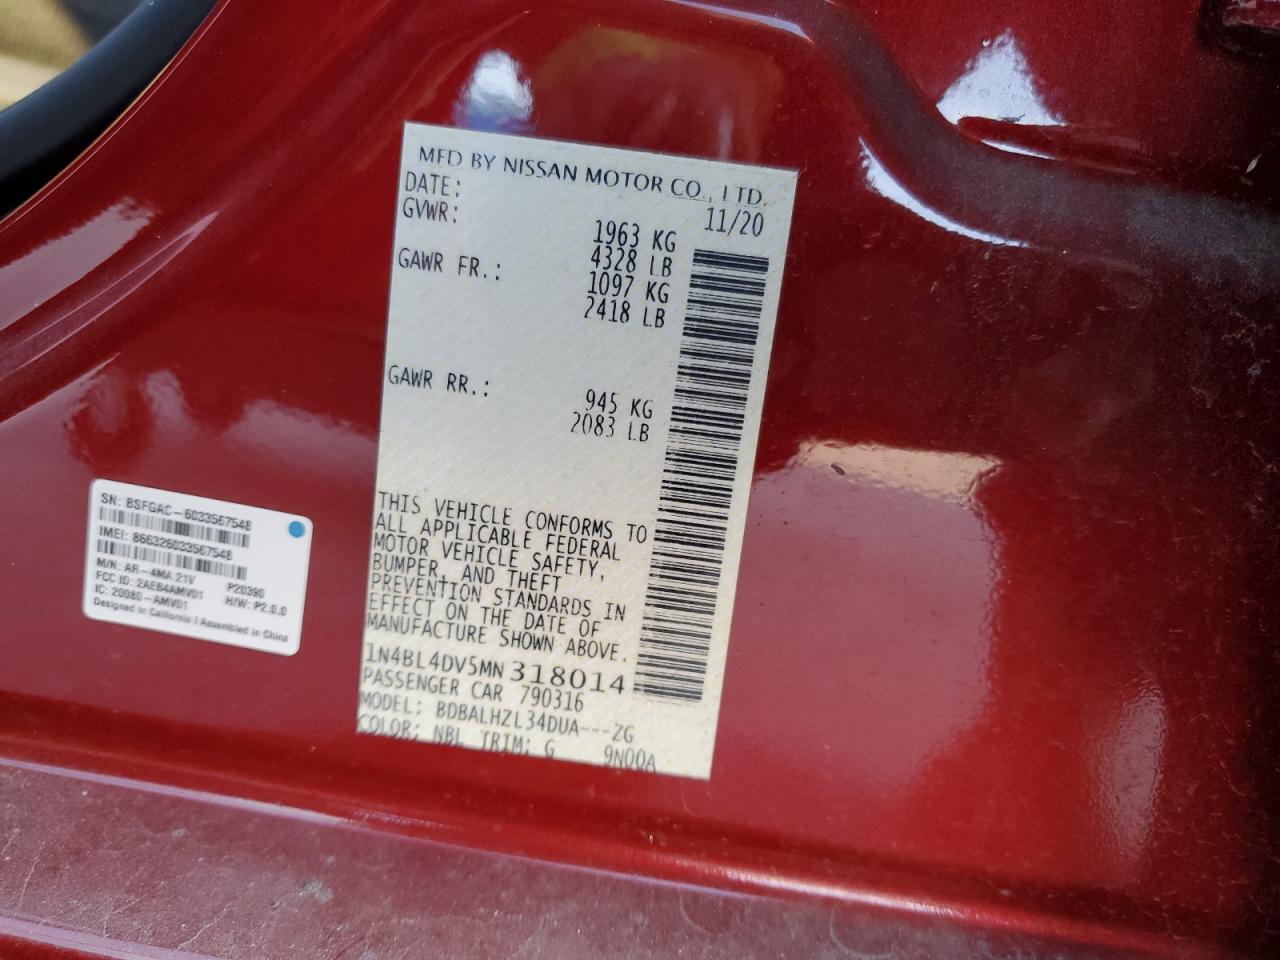 MFD BY NISSAN MOTOR CO., LTD.
DATE: 11/20
GVWR: 1963 KG
4328 LB
GAWR FR.: 1097 KG
2418 LB
GAWR RR.: 945 KG
2083 LB
THIS VEHICLE CONFORMS TO
ALL APPLICABLE FEDERAL
MOTOR VEHICLE SAFETY,
BUMPER, AND THEFT
PREVENTION STANDARDS IN
EFFECT ON THE DATE OF
MANUFACTURE SHOWN ABOVE.
1N4BL4DV5MN318014
PASSENGER CAR 790316
MODEL: BDBALHZL34DUA---ZG
COLOR: NBL TRIM: G 9N00A
SN: BSFGAC-6033567548
IMEI: 866326033567548
M/N: AR-4MA 21V P20390
FCC ID: 2AEB4AMV01 H/W: P2.0.0
IC: 20080-AMV01
Designed in California | Assembled in China